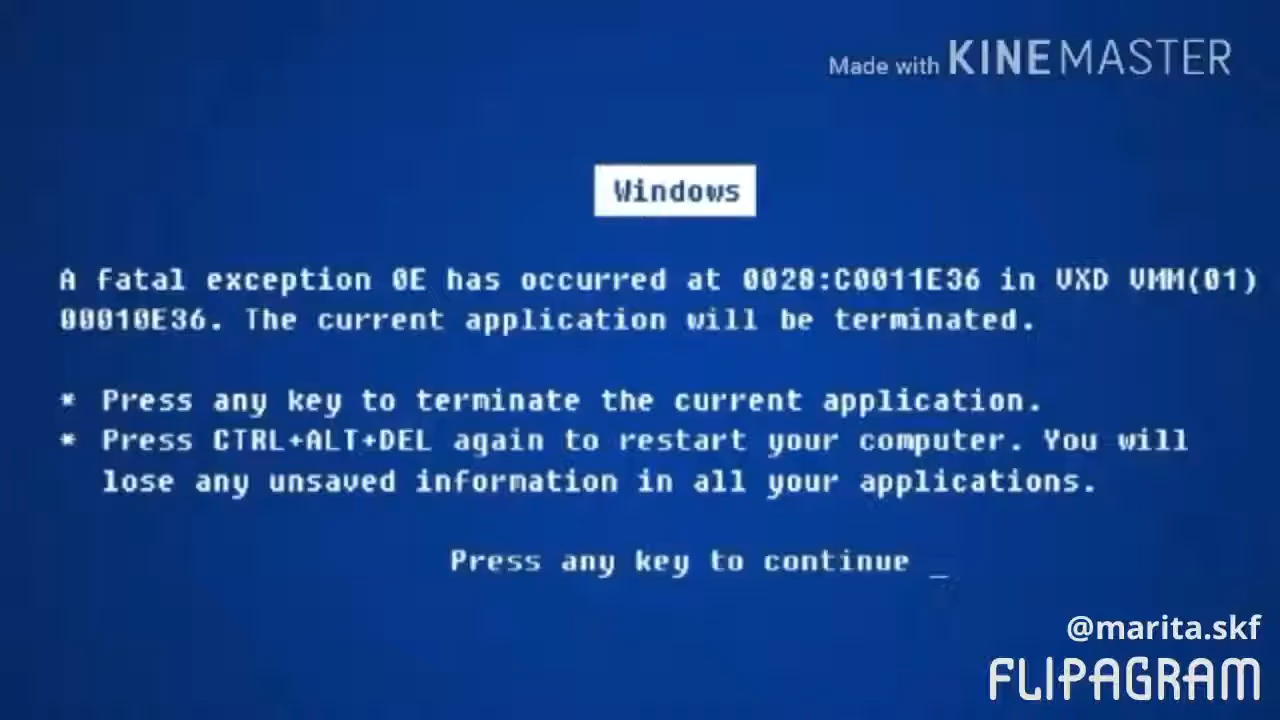 Made with KINEMASTER
Windows
A fatal exception 0E has occurred at 0028:C0011E36 in VXD VMM(01)
00010E36. The current application will be terminated.
* Press any key to terminate the current application.
* Press CTRL+ALT+DEL again to restart your computer. You will
lose any unsaved information in all your applications.
Press any key to continue _
@marita.skf
FLIPAGRAM